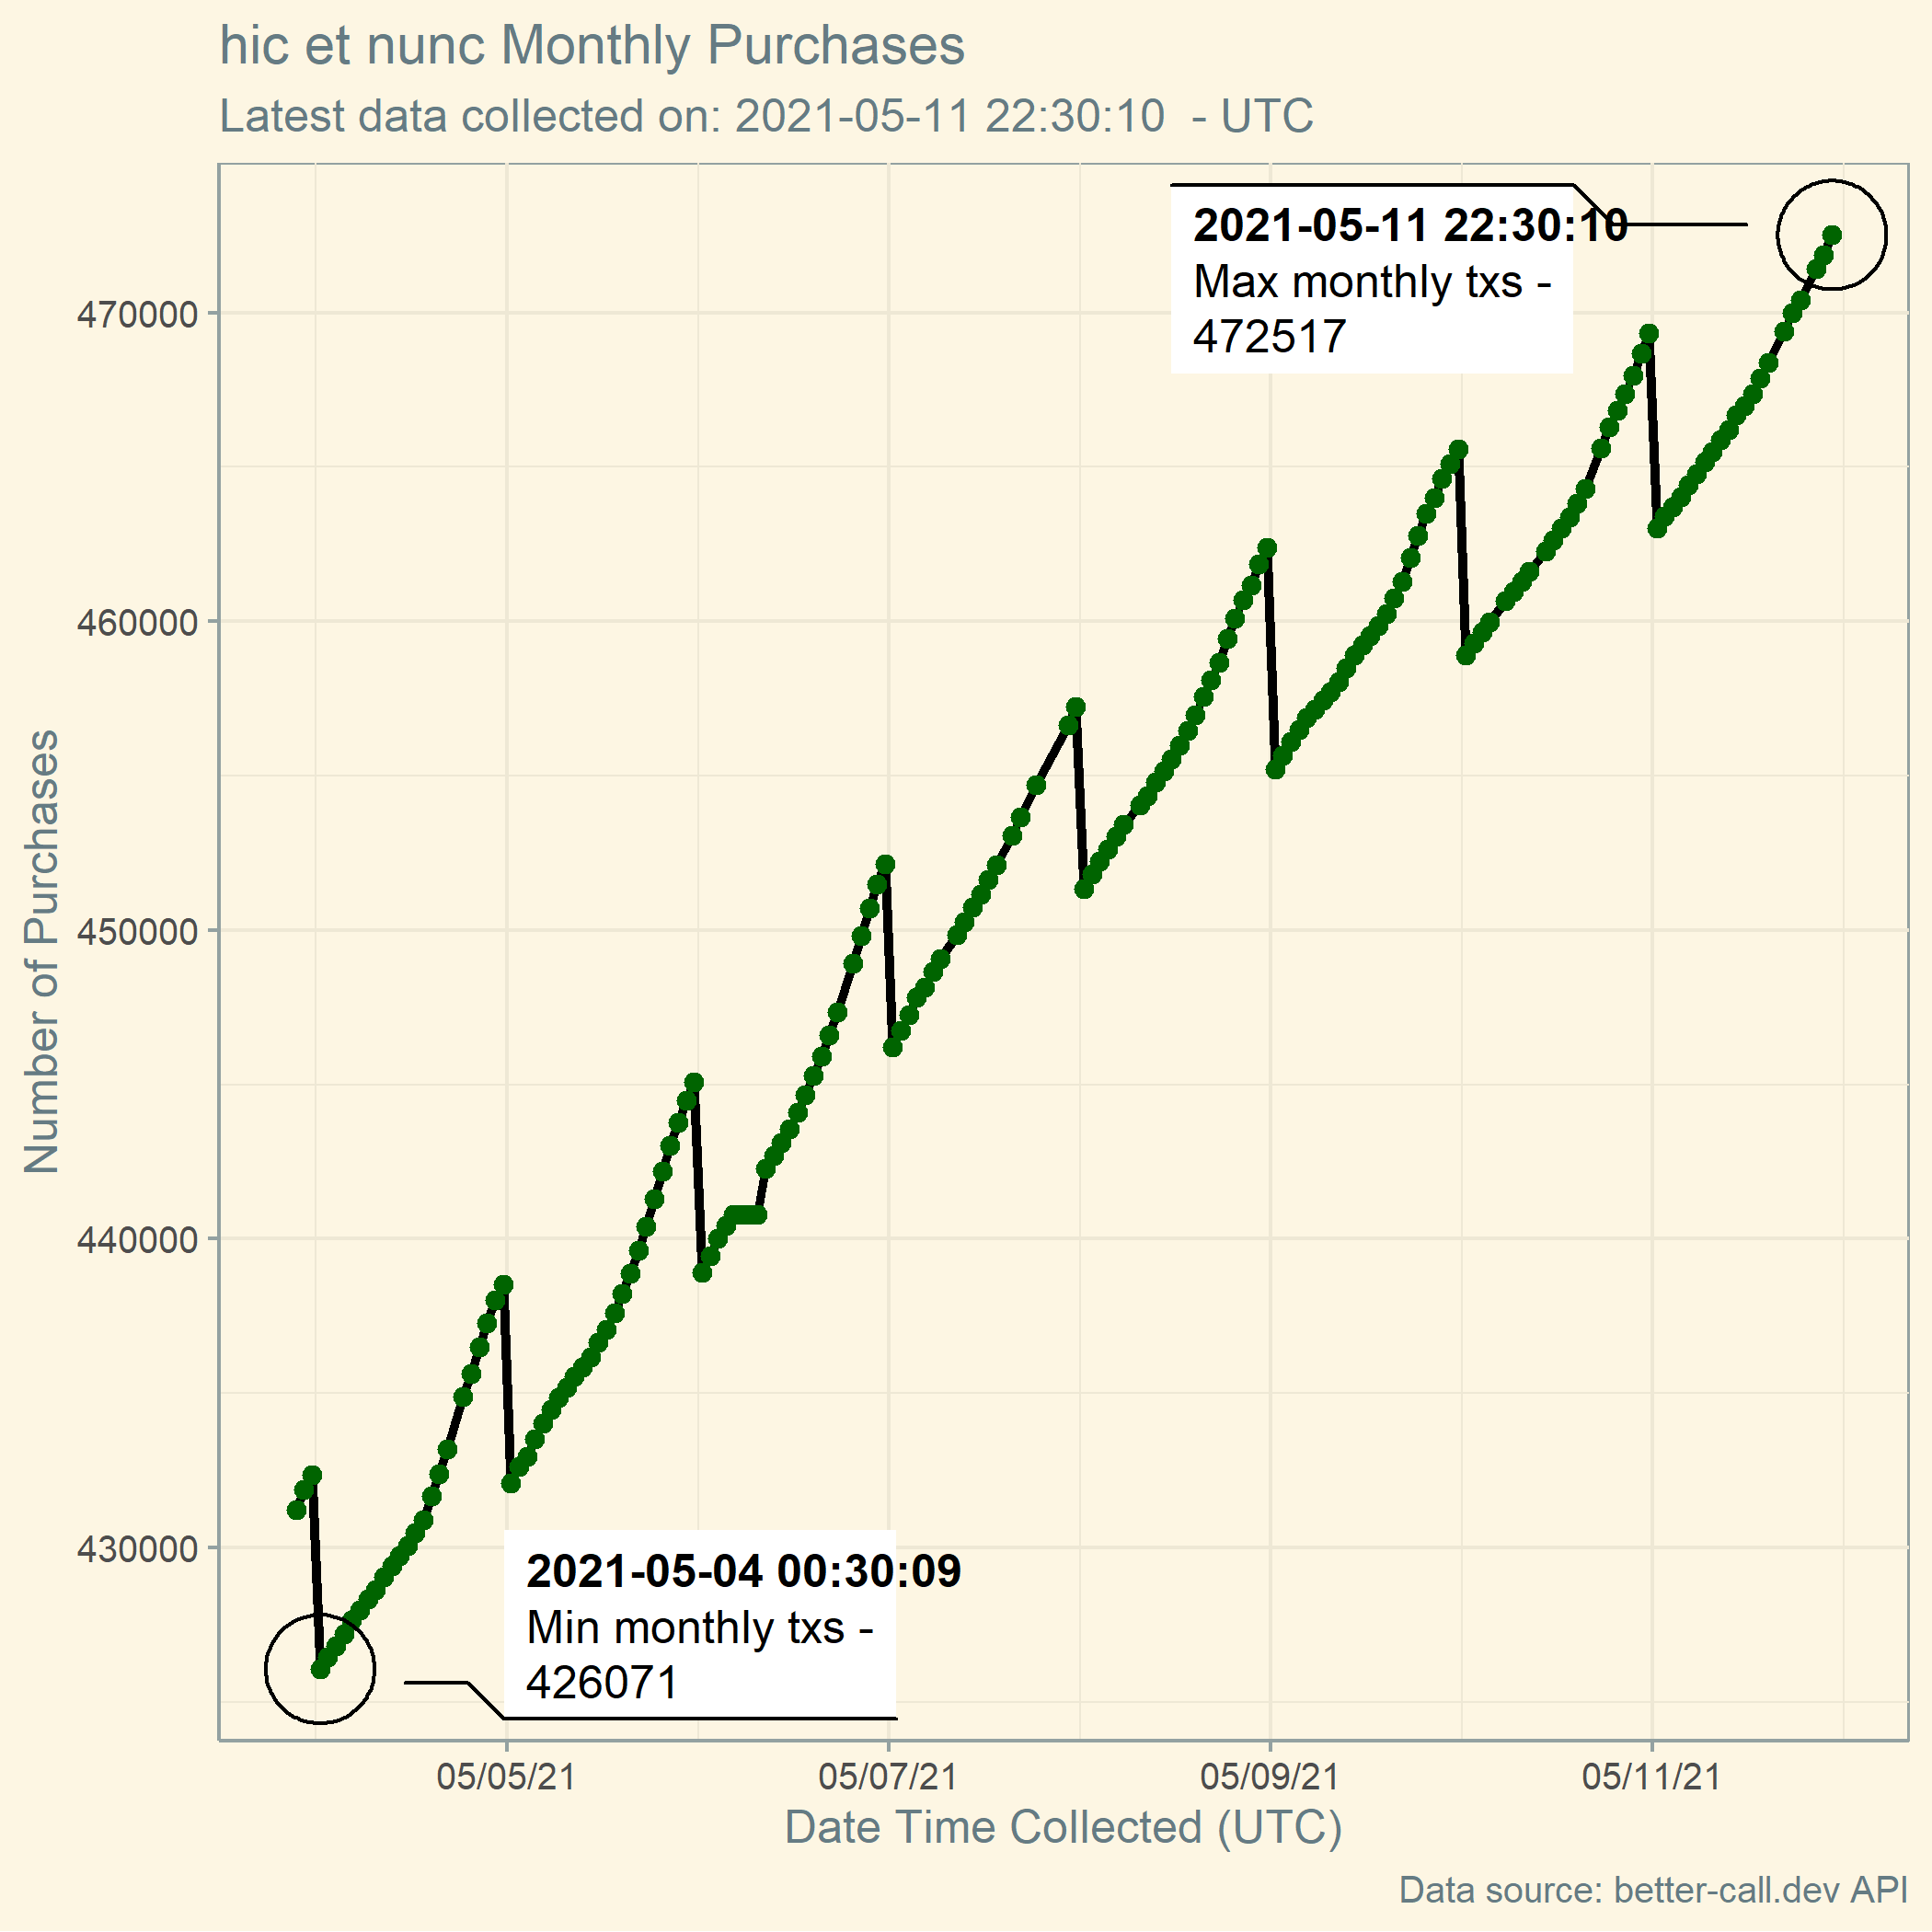 hic et nunc Monthly Purchases
Latest data collected on: 2021-05-11 22:30:10  - UTC
2021-05-11 22:30:10
Max monthly txs -
472517
470000
460000
450000
440000
430000
Number of Purchases
2021-05-04 00:30:09
Min monthly txs -
426071
05/05/21 05/07/21 05/09/21 05/11/21
Date Time Collected (UTC)
Data source: better-call.dev API